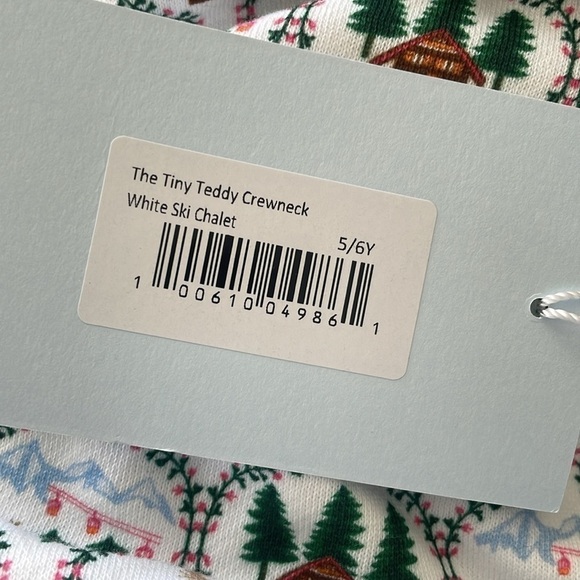 The Tiny Teddy Crewneck
White Ski Chalet
5/6Y
1 00610 04986 1